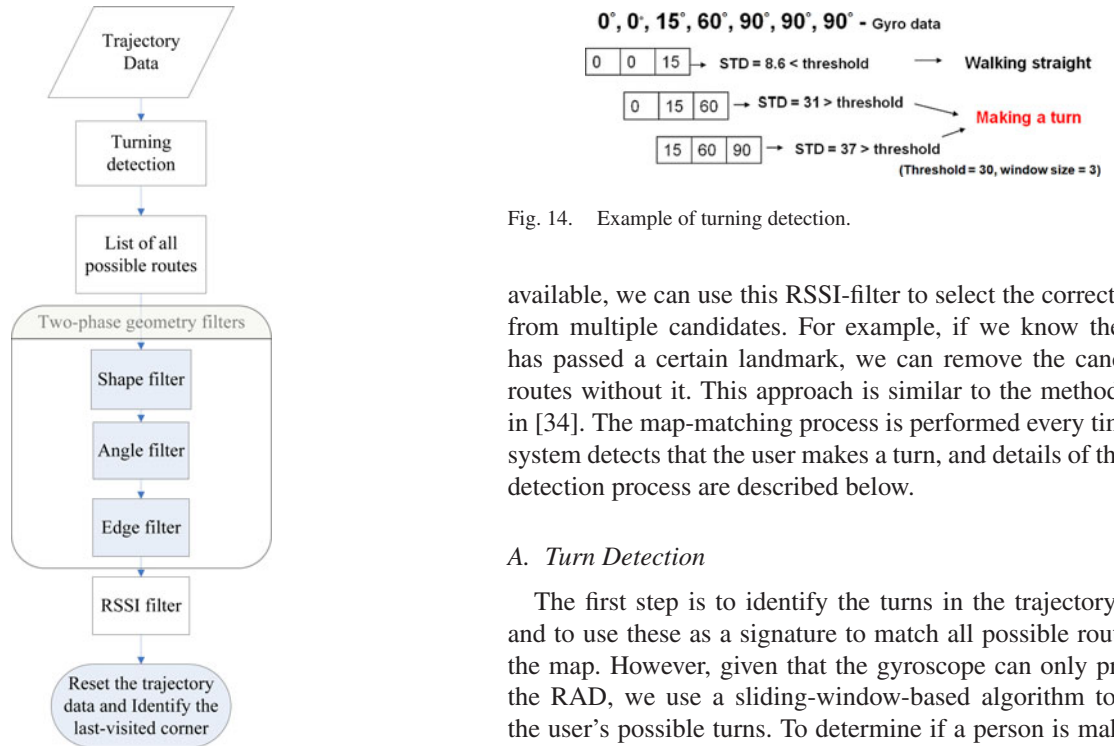 Trajectory
Data
Turning
detection
List of all
possible routes
Two-phase geometry filters
Shape filter
Angle filter
Edge filter
RSSI filter
Reset the trajectory
data and Identify the
last-visited corner
0°, 0°, 15°, 60°, 90°, 90°, 90° - Gyro data
0 0 15 STD = 8.6 < threshold Walking straight
0 15 60 STD = 31 > threshold
Making a turn
15 60 90 STD = 37 > threshold
(Threshold = 30, window size = 3)
Fig. 14. Example of turning detection.
available, we can use this RSSI-filter to select the correct
from multiple candidates. For example, if we know the
has passed a certain landmark, we can remove the
routes without it. This approach is similar to the
in [34]. The map-matching process is performed every
system detects that the user makes a turn, and details of
detection process are described below.
A. Turn Detection
The first step is to identify the turns in the trajectory
and to use these as a signature to match all possible
the map. However, given that the gyroscope can only
the RAD, we use a sliding-window-based algorithm to
the user's possible turns. To determine if a person is